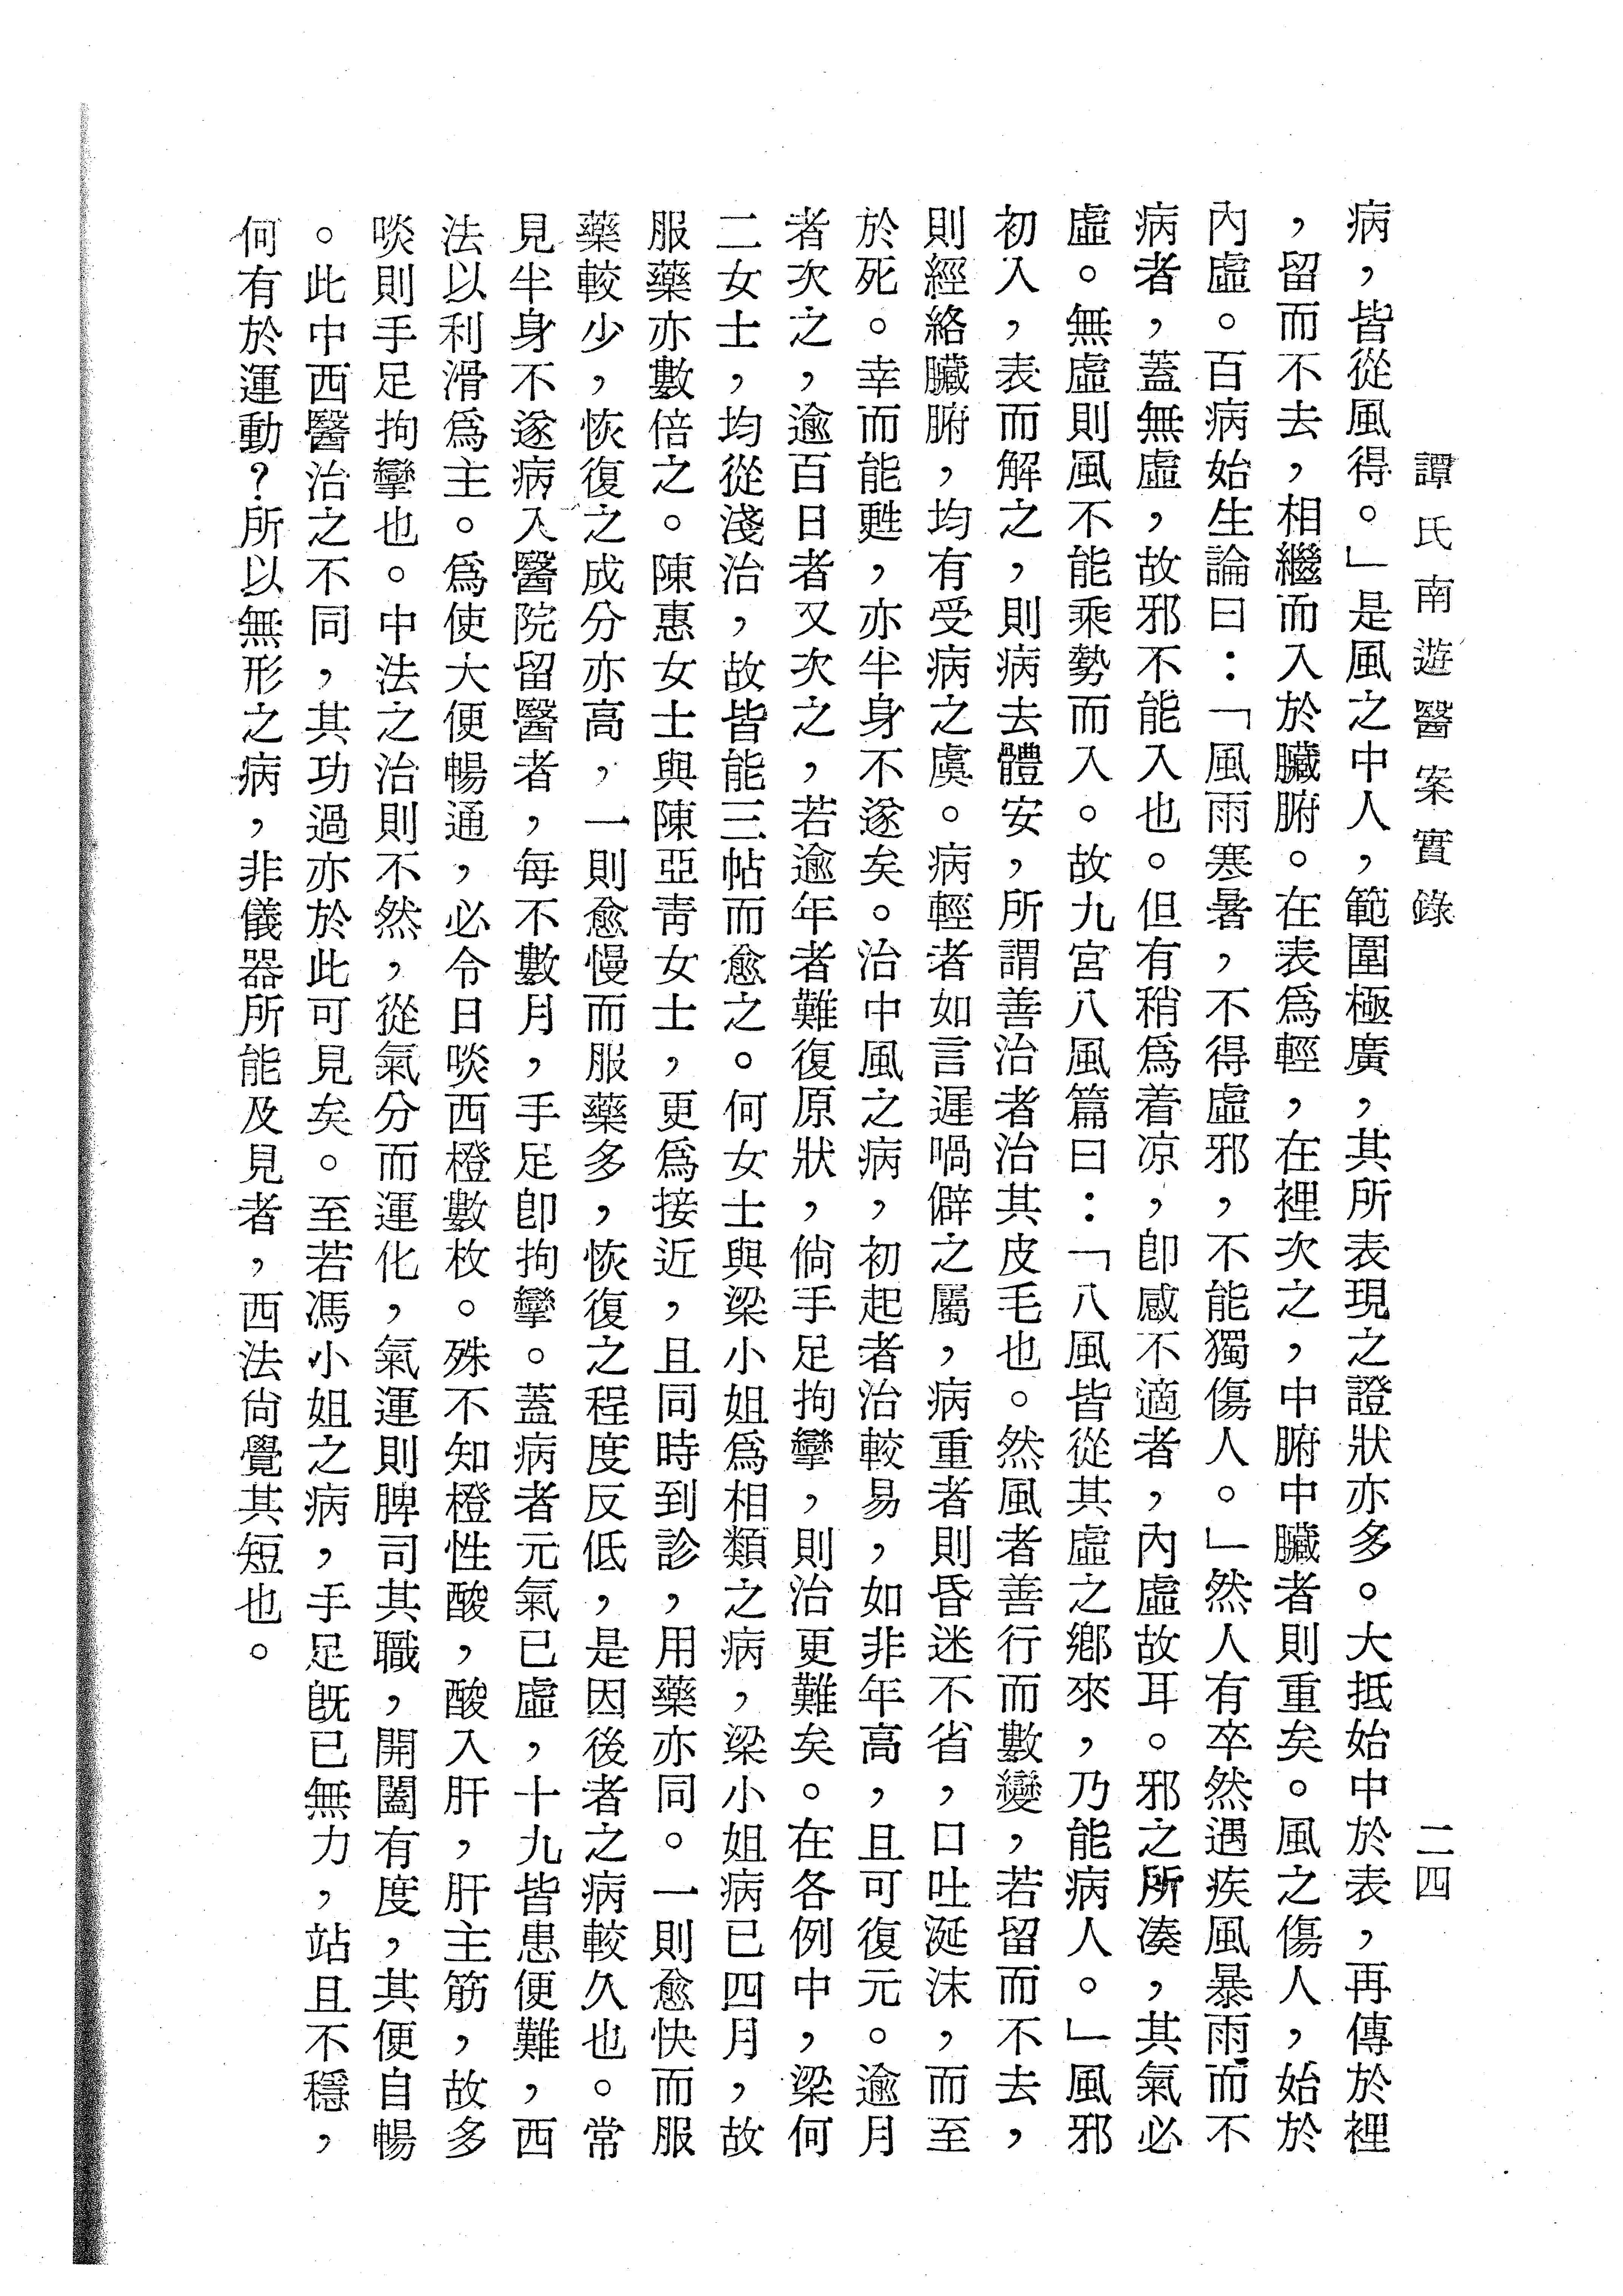 譚氏南遊醫案實錄
二四
病，皆從風得。」是風之中人，範圍極廣，其所表現之證狀亦多。大抵始中於表，再傳於裡
，留而不去，相繼而入於臟腑。在表爲輕，在裡次之，中腑中臟者則重矣。風之傷人，始於
內虛。百病始生論曰：「風雨寒暑，不得虛邪，不能獨傷人。」然人有卒然遇疾風暴雨而不
病者，蓋無虛，故邪不能入也。但有稍爲着凉，卽感不適者，內虛故耳。邪之所凑，其氣必
虛。無虛則風不能乘勢而入。故九宮八風篇曰：「八風皆從其虛之鄉來，乃能病人。」風邪
初入，表而解之，則病去體安，所謂善治者治其皮毛也。然風者善行而數變，若留而不去，
則經絡臟腑，均有受病之虞。病輕者如言遲喎僻之屬，病重者則昏迷不省，口吐涎沫，而至
於死。幸而能甦，亦半身不遂矣。治中風之病，初起者治較易，如非年高，且可復元。逾月
者次之，逾百日者又次之，若逾年者難復原狀，倘手足拘攣，則治更難矣。在各例中，梁何
二女士，均從淺治，故皆能三帖而愈之。何女士與梁小姐爲相類之病，梁小姐病已四月，故
服藥亦數倍之。陳惠女士與陳亞靑女士，更爲接近，且同時到診，用藥亦同。一則愈快而服
藥較少，恢復之成分亦高，一則愈慢而服藥多，恢復之程度反低，是因後者之病較久也。常
見半身不遂病入醫院留醫者，每不數月，手足卽拘攣。蓋病者元氣已虛，十九皆患便難，西
法以利滑爲主。爲使大便暢通，必令日啖西橙數枚。殊不知橙性酸，酸入肝，肝主筋，故多
啖則手足拘攣也。中法之治則不然，從氣分而運化，氣運則脾司其職，開闔有度，其便自暢
。此中西醫治之不同，其功過亦於此可見矣。至若馮小姐之病，手足旣已無力，站且不穩，
何有於運動？所以無形之病，非儀器所能及見者，西法尙覺其短也。